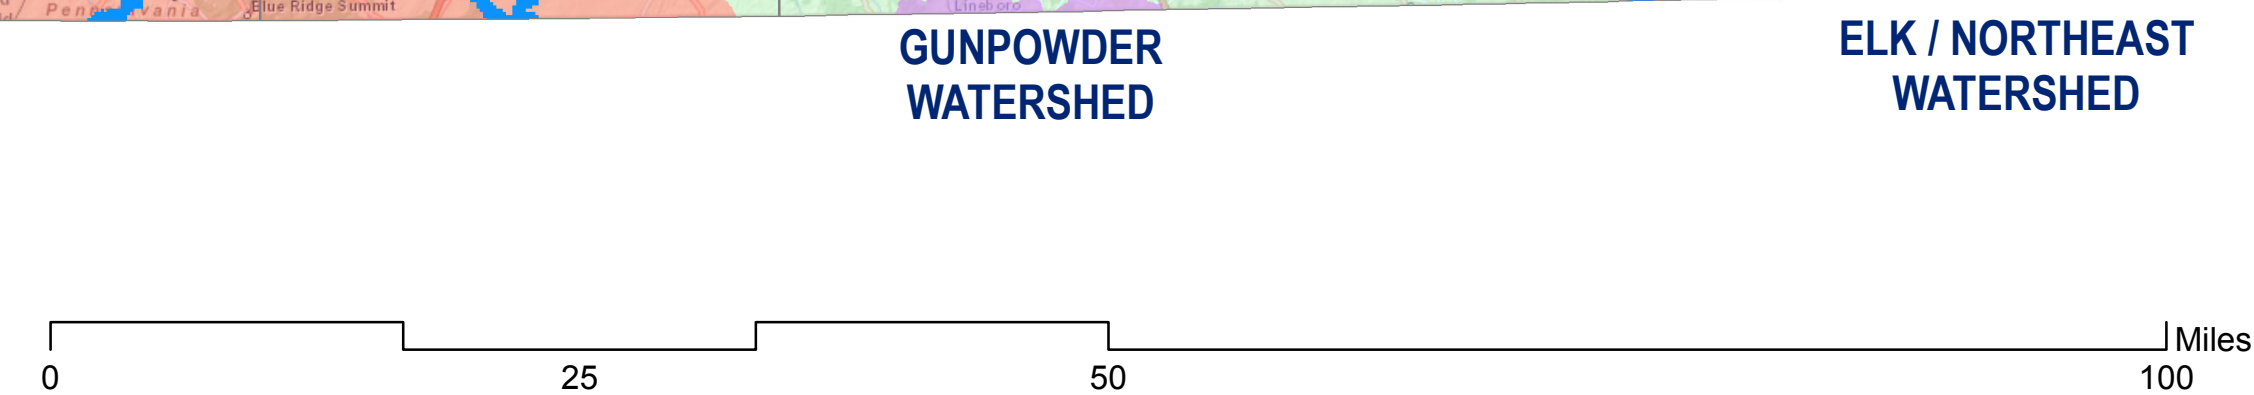 Blue Ridge Summit
Lineboro
GUNPOWDER
WATERSHED
ELK / NORTHEAST
WATERSHED
Miles
0 25 50 100